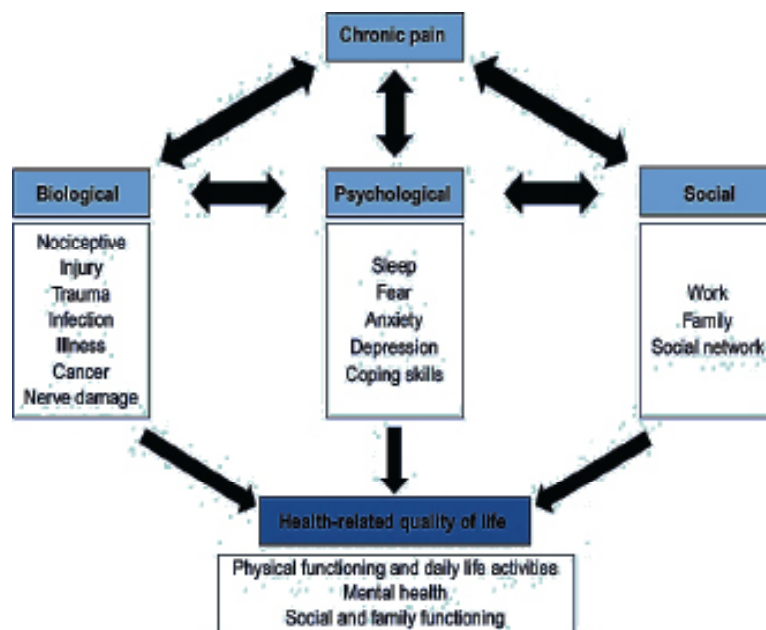 Chronic pain
Biological
Nociceptive
Injury
Trauma
Infection
Illness
Cancer
Nerve damage
Psychological
Sleep
Fear
Anxiety
Depression
Coping skills
Social
Work
Family
Social network
Health-related quality of life
Physical functioning and daily life activities
Mental health
Social and family functioning